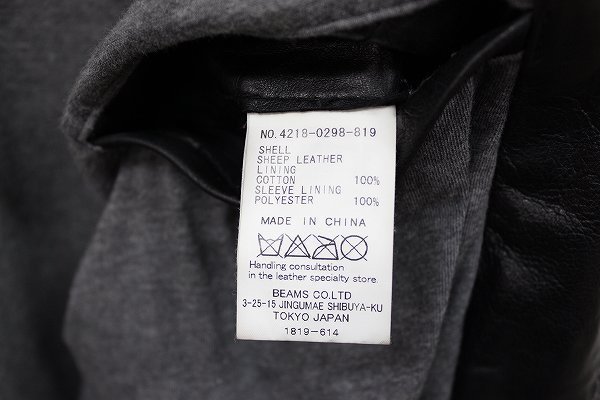 NO. 4218-0298-819
SHELL
SHEEP LEATHER
LINING
COTTON 100%
SLEEVE LINING
POLYESTER 100%
MADE IN CHINA
Handling consultation
in the leather specialty store.
BEAMS CO.LTD
3-25-15 JINGUMAE SHIBUYA-KU
TOKYO JAPAN
1819-614